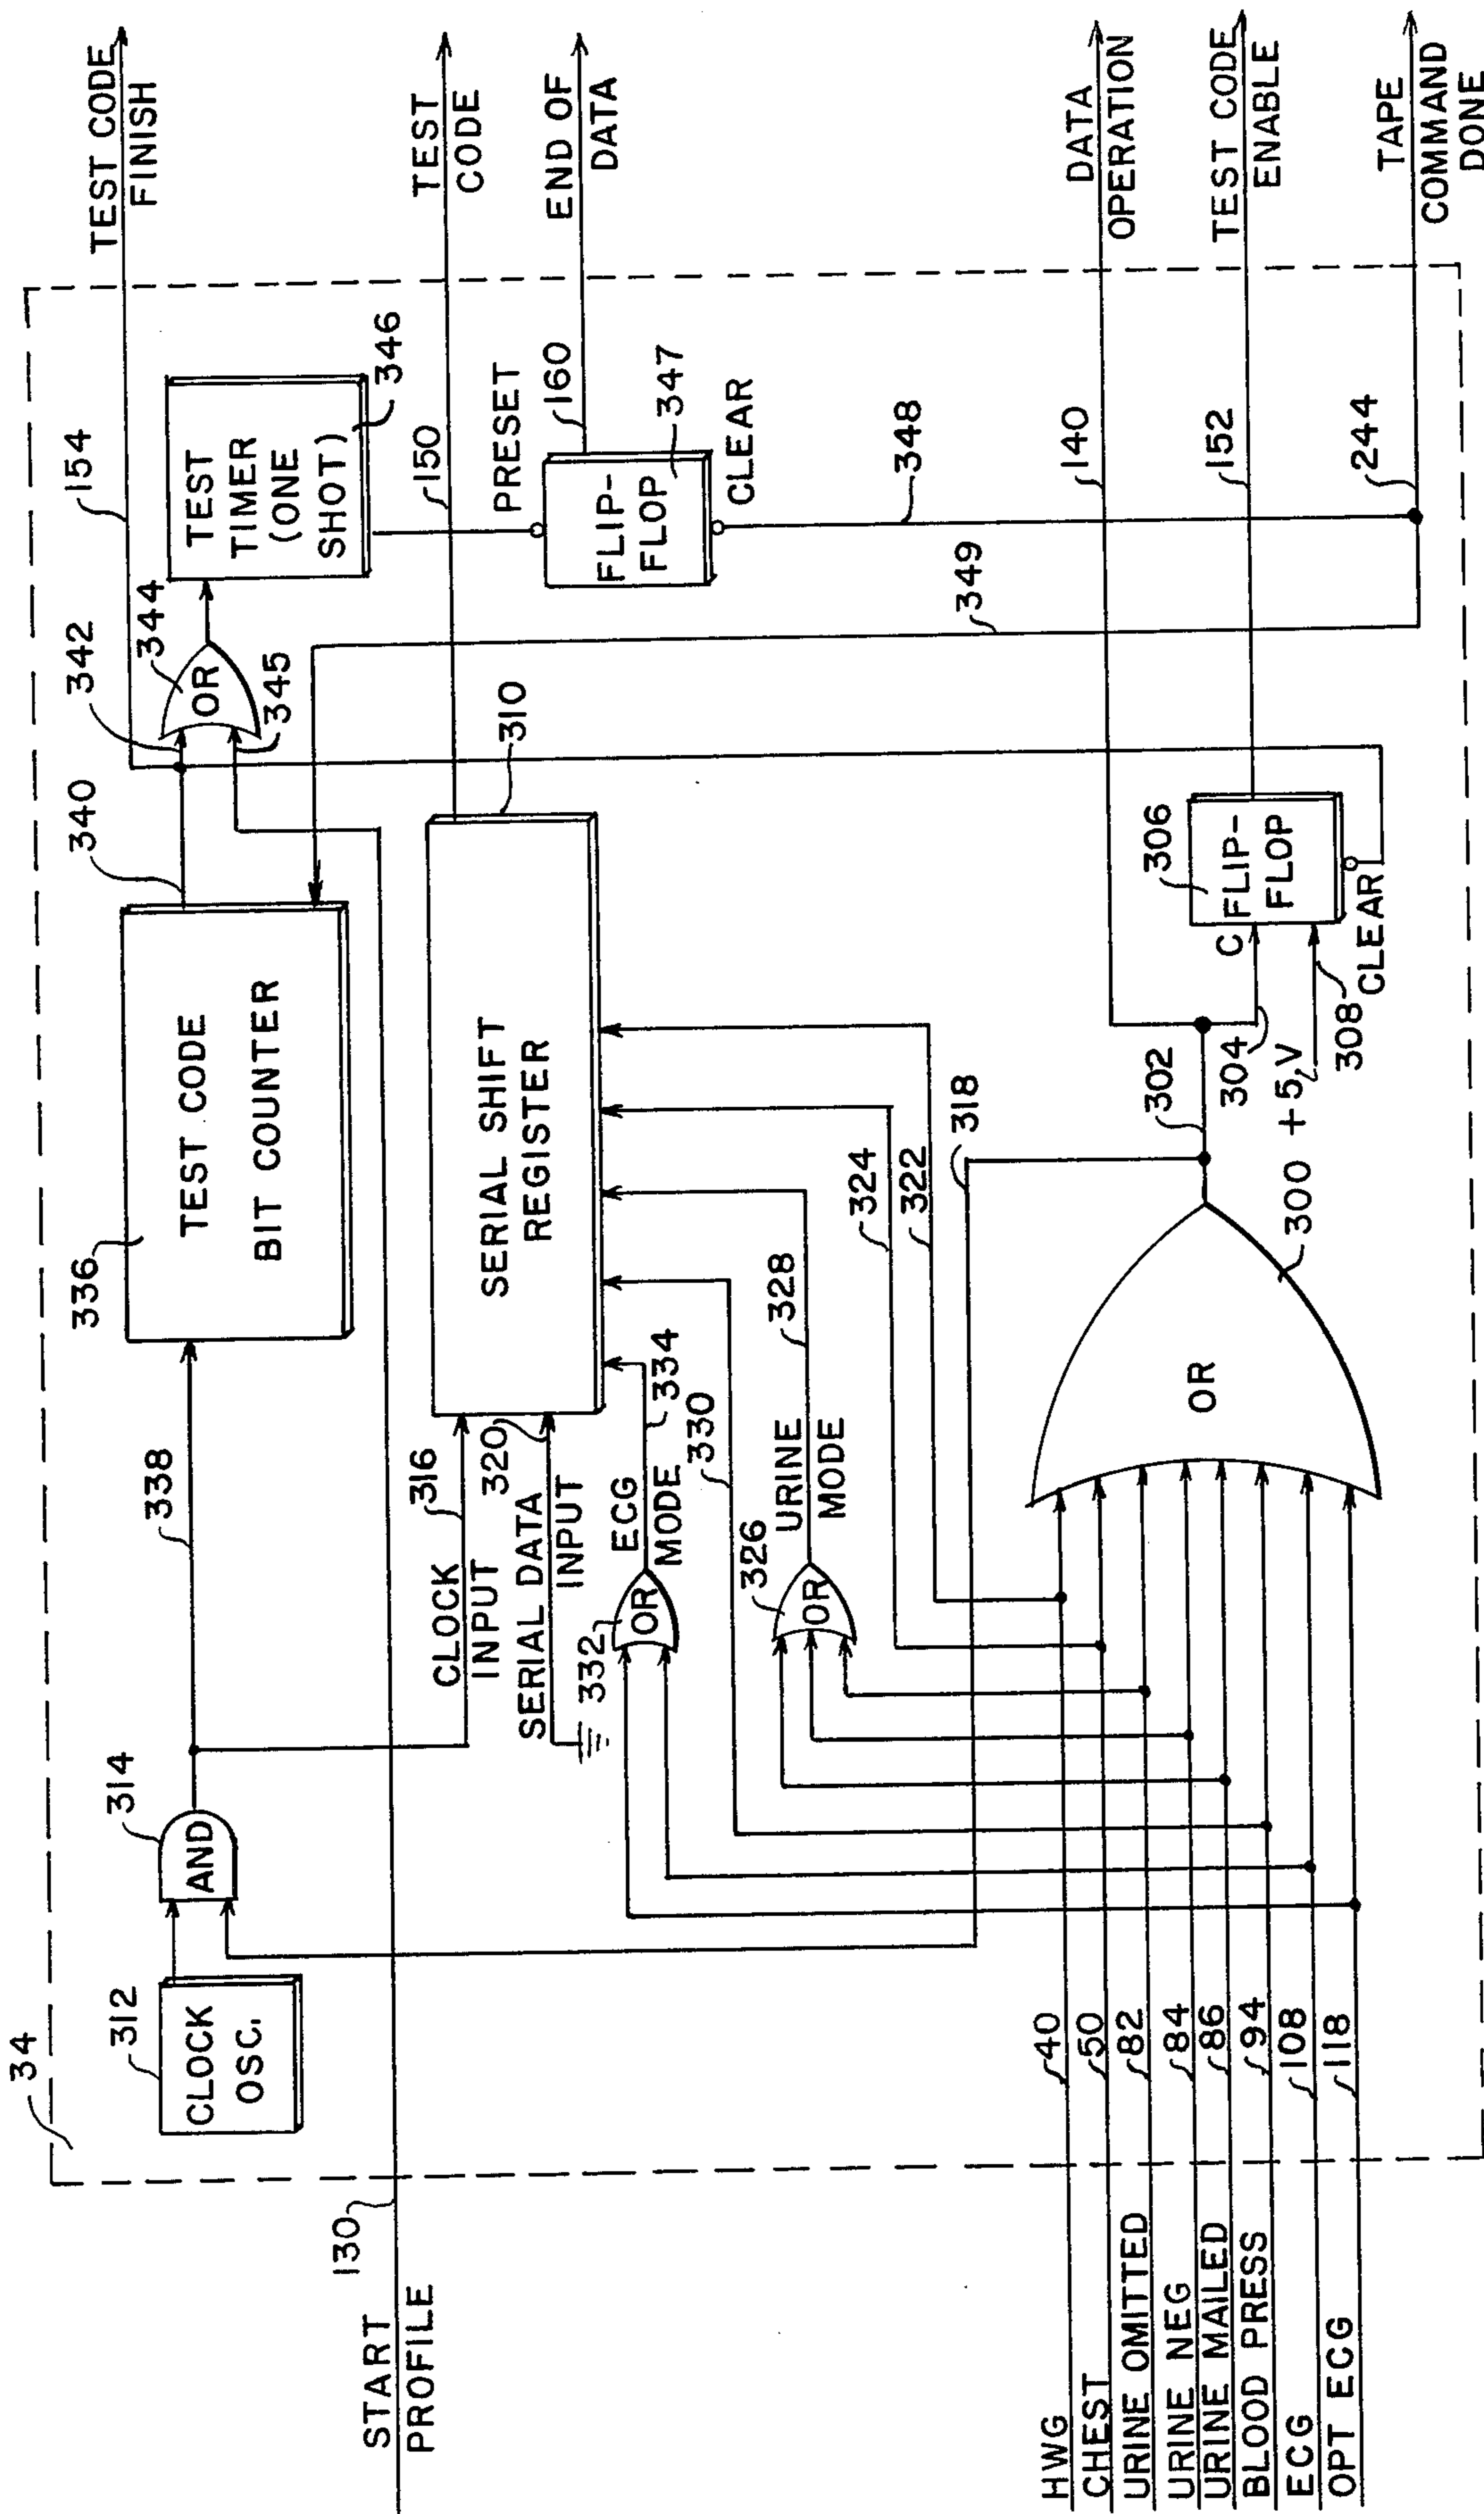 34
312
CLOCK
OSC.
314
AND
338
336
TEST CODE
BIT COUNTER
340
342
344
OR
345
154
TEST CODE
FINISH
TEST
TIMER
(ONE
SHOT)
346
130
START
PROFILE
CLOCK
INPUT
316
SERIAL DATA
INPUT
320
SERIAL SHIFT
REGISTER
310
150
TEST
CODE
PRESET
160
END OF
DATA
FLIP-
FLOP
347
CLEAR
348
349
332
OR
ECG
MODE
334
330
326
OR
URINE
MODE
328
324
322
318
302
304
300
+5V
308
OR
306
C
FLIP-
FLOP
CLEAR
140
DATA
OPERATION
152
TEST CODE
ENABLE
244
TAPE
COMMAND
DONE
HWG
40
CHEST
50
URINE OMITTED
82
URINE NEG
84
URINE MAILED
86
BLOOD PRESS
94
ECG
108
OPT ECG
118